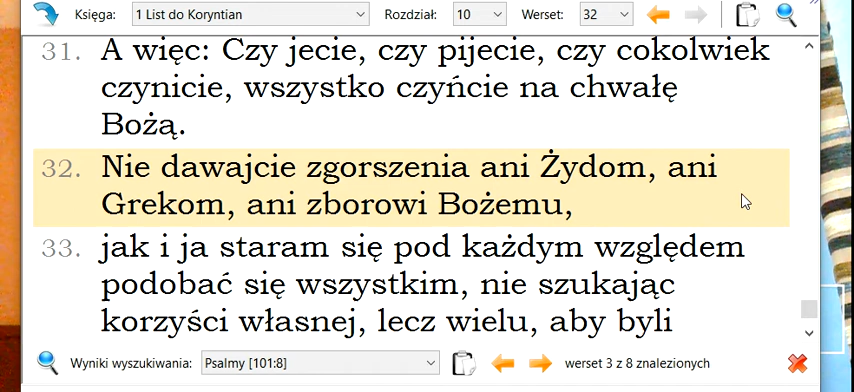 Księga: 1 List do Koryntian Rozdział: 10 Werset: 32
31. A więc: Czy jecie, czy pijecie, czy cokolwiek
czynicie, wszystko czyńcie na chwałę
Bożą.
32. Nie dawajcie zgorszenia ani Żydom, ani
Grekom, ani zborowi Bożemu,
33. jak i ja staram się pod każdym względem
podobać się wszystkim, nie szukając
korzyści własnej, lecz wielu, aby byli
Wyniki wyszukiwania: Psalmy [101:8] werset 3 z 8 znalezionych